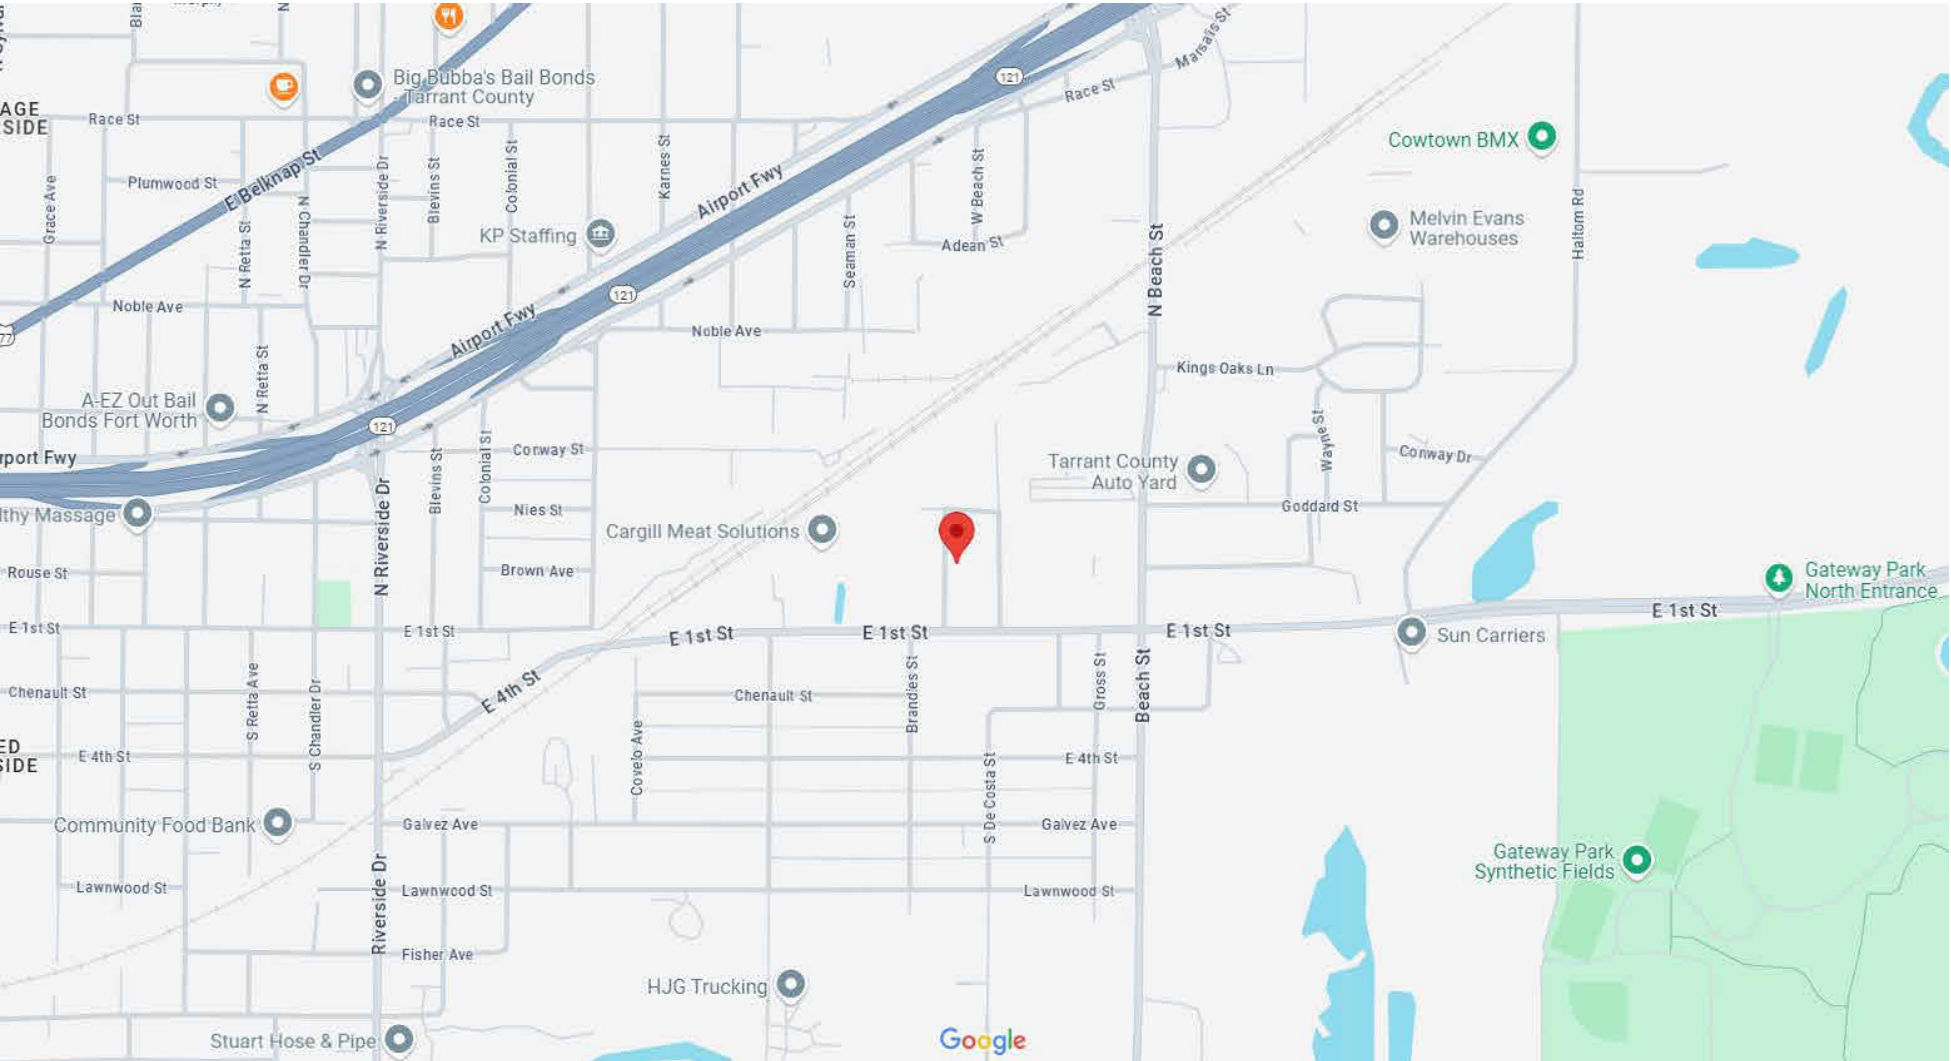 Big Bubba's Bail Bonds
Tarrant County
121
Marsalis St
Race St
AGE
SIDE
Race St
Race St
Cowtown BMX
E Belknap St
Plumwood St
Grace Ave
N Retta St
N Chandler Dr
N Riverside Dr
Blevins St
Colonial St
Karnes St
Airport Fwy
W Beach St
Adean St
Seaman St
KP Staffing
N Beach St
Melvin Evans
Warehouses
Haltom Rd
Noble Ave
121
Airport Fwy
Noble Ave
77
N Retta St
Kings Oaks Ln
A-EZ Out Bail
Bonds Fort Worth
121
rport Fwy
Conway St
Colonial St
Blevins St
Tarrant County
Auto Yard
Wayne St
Conway Dr
lthy Massage
N Riverside Dr
Nies St
Cargill Meat Solutions
Goddard St
Rouse St
Brown Ave
Gateway Park
North Entrance
E 1st St
E 1st St
E 1st St
E 1st St
E 1st St
E 1st St
Sun Carriers
Chenault St
S Retta Ave
S Chandler Dr
E 4th St
Chenault St
Brandies St
Gross St
Beach St
ED
SIDE
E 4th St
Covelo Ave
S De Costa St
E 4th St
Community Food Bank
Galvez Ave
Galvez Ave
Gateway Park
Synthetic Fields
Lawnwood St
Riverside Dr
Lawnwood St
Lawnwood St
Fisher Ave
HJG Trucking
Stuart Hose & Pipe
Google